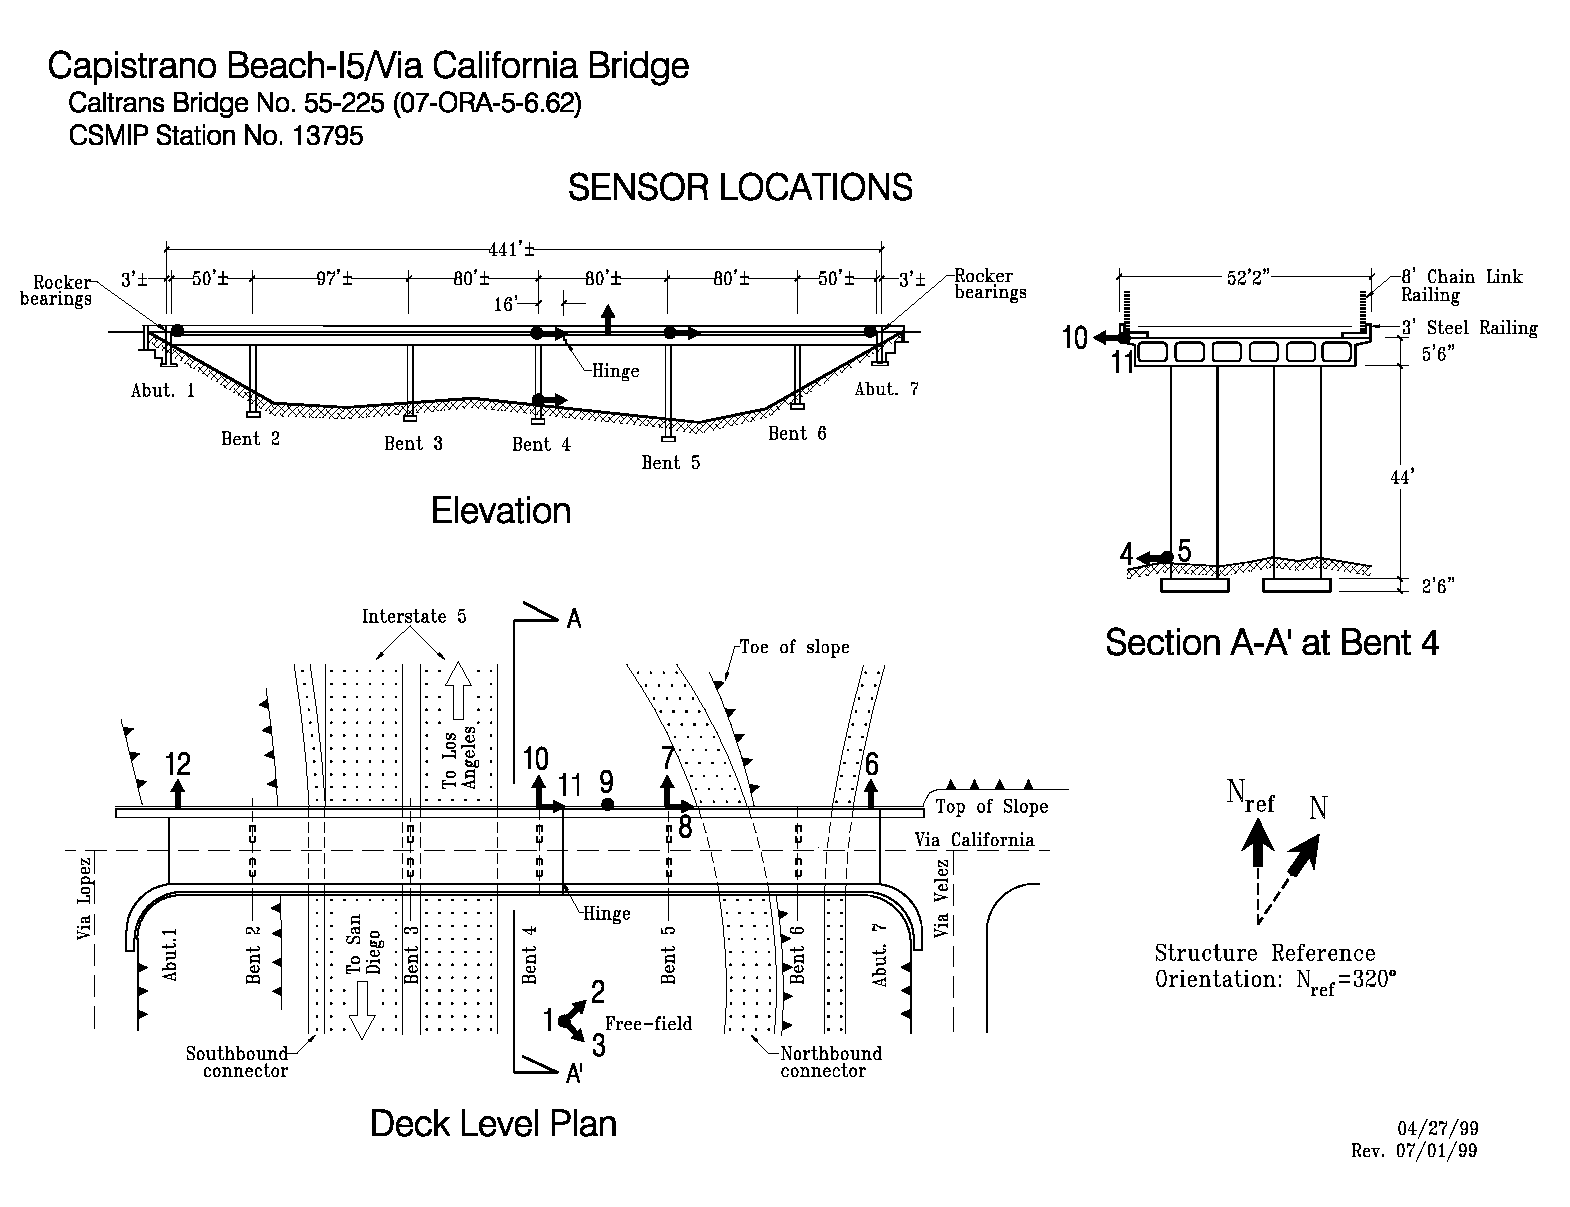 Capistrano Beach-I5/Via California Bridge
Caltrans Bridge No. 55-225 (07-ORA-5-6.62)
CSMIP Station No. 13795
SENSOR LOCATIONS
441'±
3'± 50'± 97'± 80'± 80'± 80'± 50'± 3'±
16'
Rocker
bearings
Rocker
bearings
Hinge
Abut. 1
Bent 2
Bent 3
Bent 4
Bent 5
Bent 6
Abut. 7
Elevation
52'2"
8' Chain Link
Railing
3' Steel Railing
10
11
5'6"
44'
4
5
2'6"
Section A-A' at Bent 4
Interstate 5
A
Toe of slope
To Los
Angeles
12
10
11
9
7
8
6
Top of Slope
Via California
Via Lopez
Via Velez
Hinge
To San
Diego
Abut.1
Bent 2
Bent 3
Bent 4
Bent 5
Bent 6
Abut. 7
1
2
3
Free-field
Southbound
connector
Northbound
connector
A'
Deck Level Plan
Nref
N
Structure Reference
Orientation: Nref=320°
04/27/99
Rev. 07/01/99